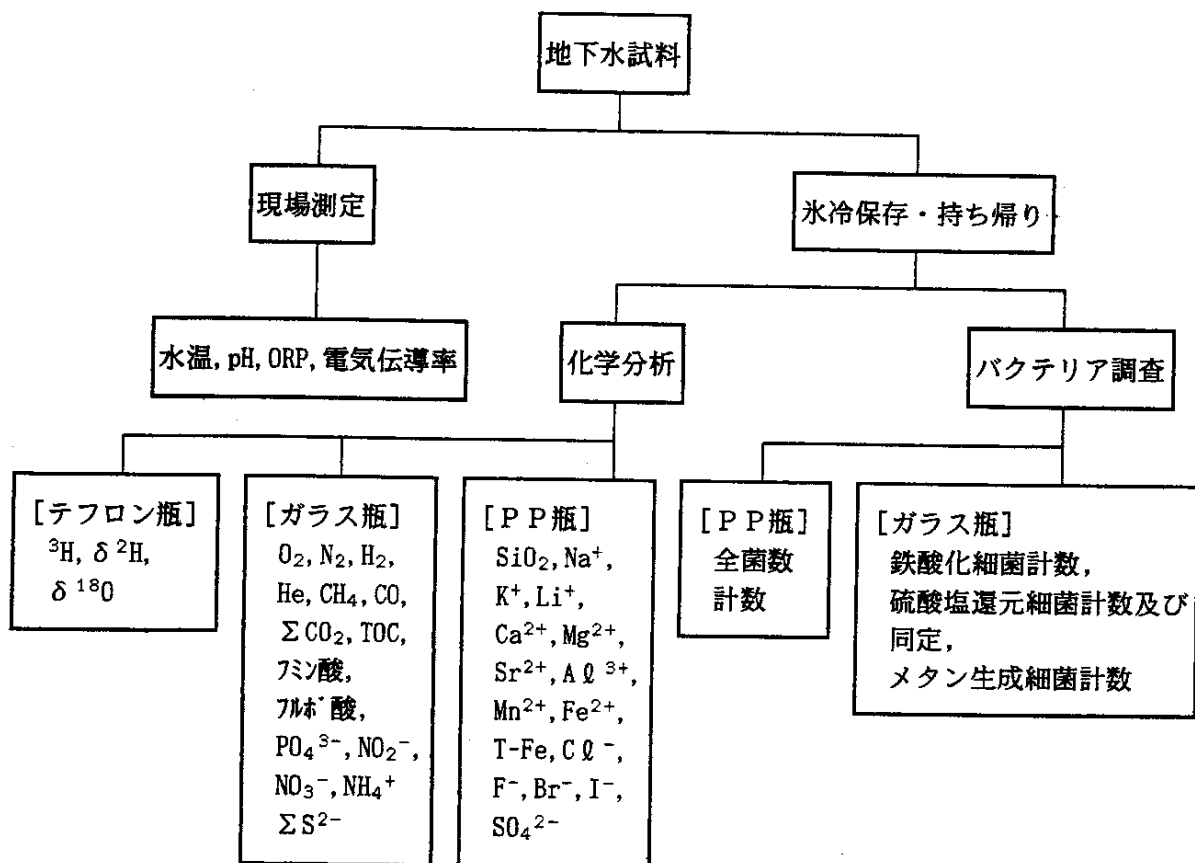 地下水試料
現場測定
氷冷保存・持ち帰り
水温,pH,ORP,電気伝導率
化学分析
バクテリア調査
[テフロン瓶]
³H, δ²H,
δ¹⁸O
[ガラス瓶]
O₂, N₂, H₂,
He, CH₄, CO,
ΣCO₂, TOC,
フミン酸,
フルボ酸,
PO₄³⁻, NO₂⁻,
NO₃⁻, NH₄⁺
ΣS²⁻
[ＰＰ瓶]
SiO₂, Na⁺,
K⁺, Li⁺,
Ca²⁺, Mg²⁺,
Sr²⁺, Aℓ³⁺,
Mn²⁺, Fe²⁺,
T-Fe, Cℓ⁻,
F⁻, Br⁻, I⁻,
SO₄²⁻
[ＰＰ瓶]
全菌数
計数
[ガラス瓶]
鉄酸化細菌計数,
硫酸塩還元細菌計数及び
同定,
メタン生成細菌計数